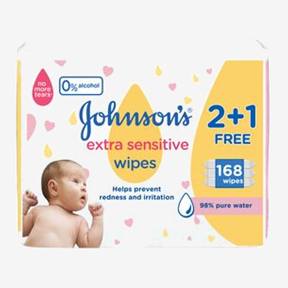 no more tears®
0% alcohol
Johnson's®
extra sensitive
wipes
Helps prevent
redness and irritation
2+1
FREE
168
wipes
98% pure water